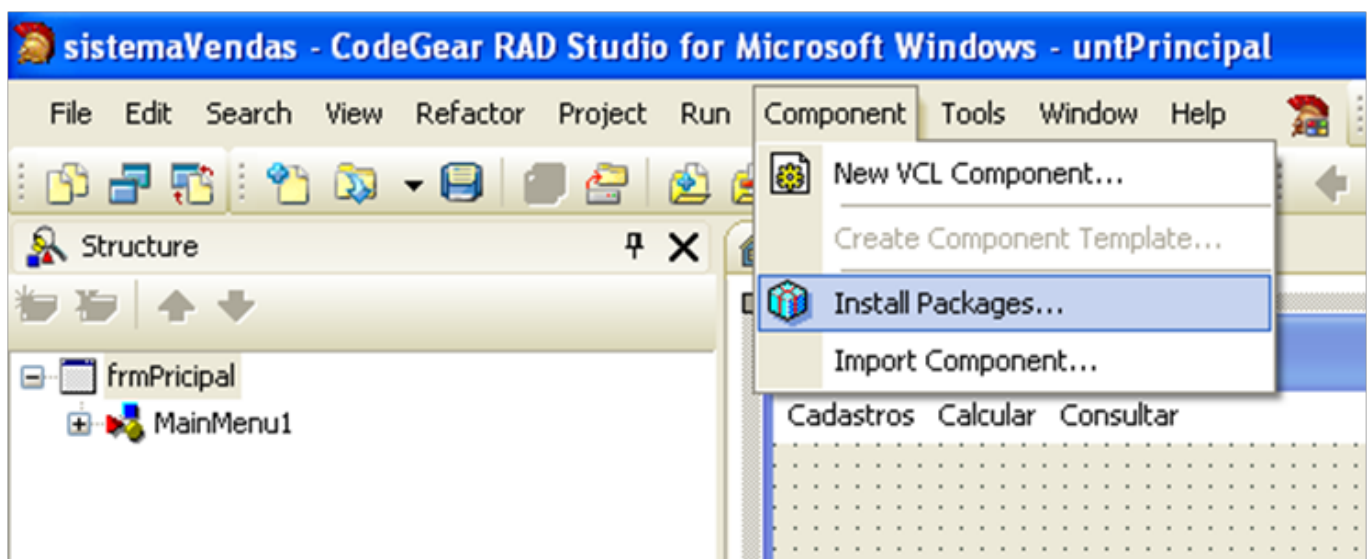 sistemaVendas - CodeGear RAD Studio for Microsoft Windows - untPrincipal
File Edit Search View Refactor Project Run Component Tools Window Help
New VCL Component...
Structure
Create Component Template...
Install Packages...
Import Component...
frmPricipal
MainMenu1
Cadastros Calcular Consultar